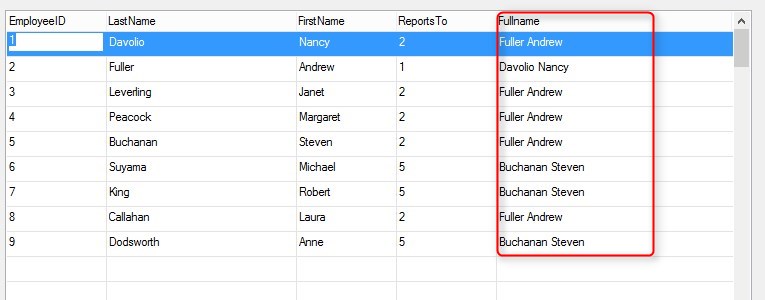 EmployeeID LastName FirstName ReportsTo Fullname
1 Davolio Nancy 2 Fuller Andrew
2 Fuller Andrew 1 Davolio Nancy
3 Leverling Janet 2 Fuller Andrew
4 Peacock Margaret 2 Fuller Andrew
5 Buchanan Steven 2 Fuller Andrew
6 Suyama Michael 5 Buchanan Steven
7 King Robert 5 Buchanan Steven
8 Callahan Laura 2 Fuller Andrew
9 Dodsworth Anne 5 Buchanan Steven